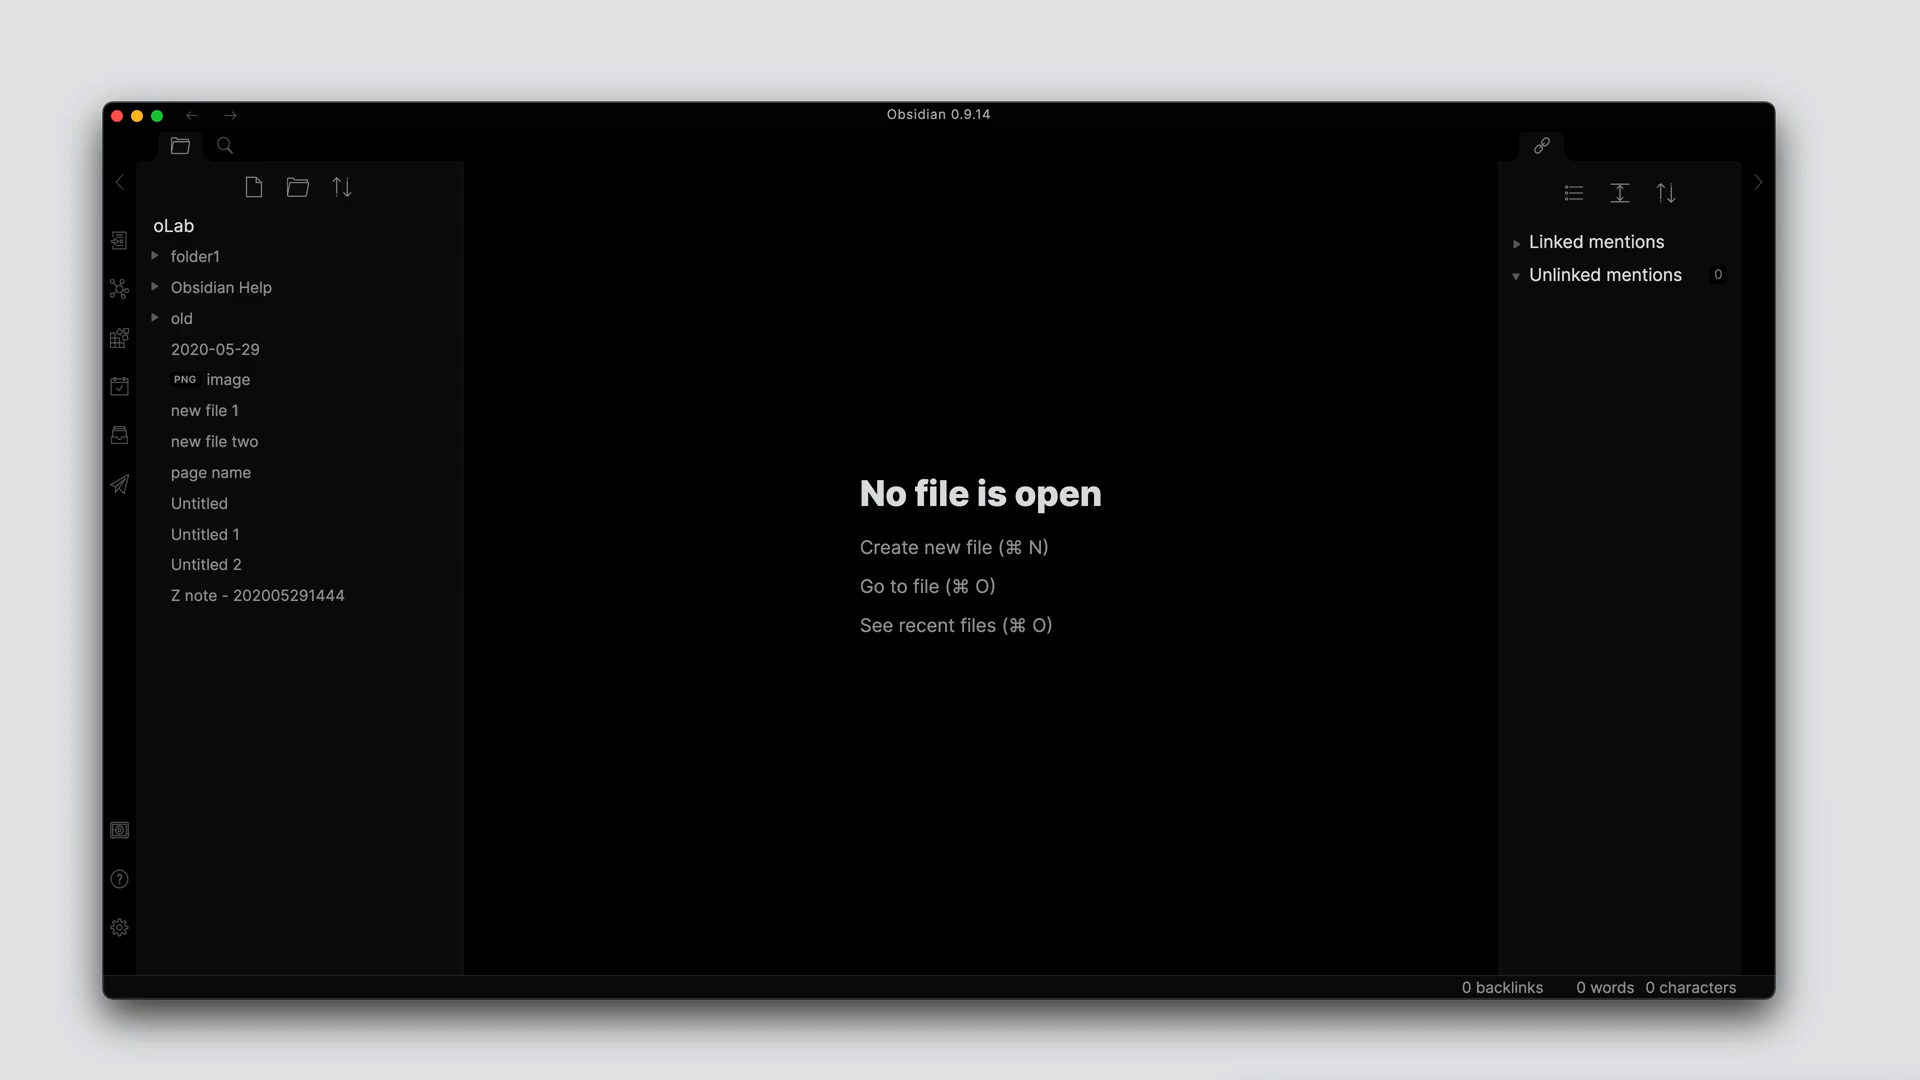 Obsidian 0.9.14
oLab
folder1
Obsidian Help
old
2020-05-29
PNG image
new file 1
new file two
page name
Untitled
Untitled 1
Untitled 2
Z note - 202005291444
No file is open
Create new file (⌘ N)
Go to file (⌘ O)
See recent files (⌘ O)
Linked mentions
Unlinked mentions 0
0 backlinks 0 words 0 characters